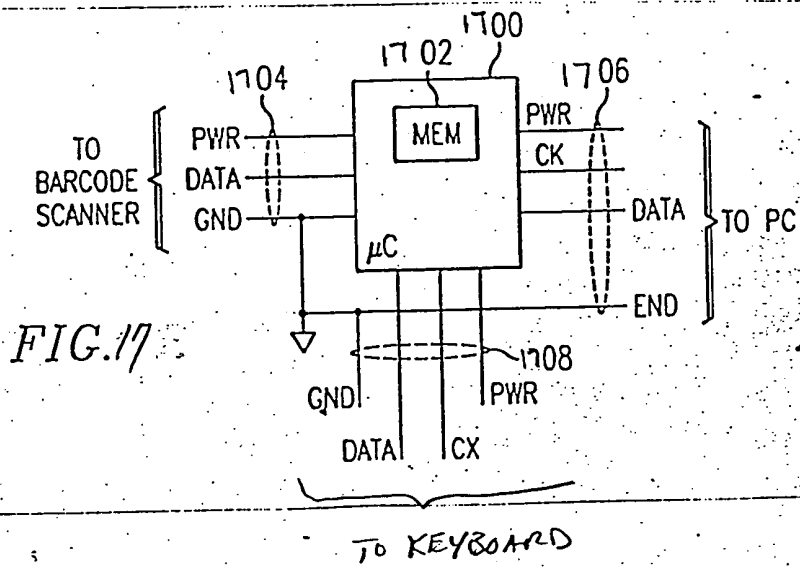 1700
1702
1704
1706
PWR
DATA
GND
TO
BARCODE
SCANNER
MEM
μC
PWR
CK
DATA
END
TO PC
FIG.17
1708
GND
DATA
CX
PWR
TO KEYBOARD